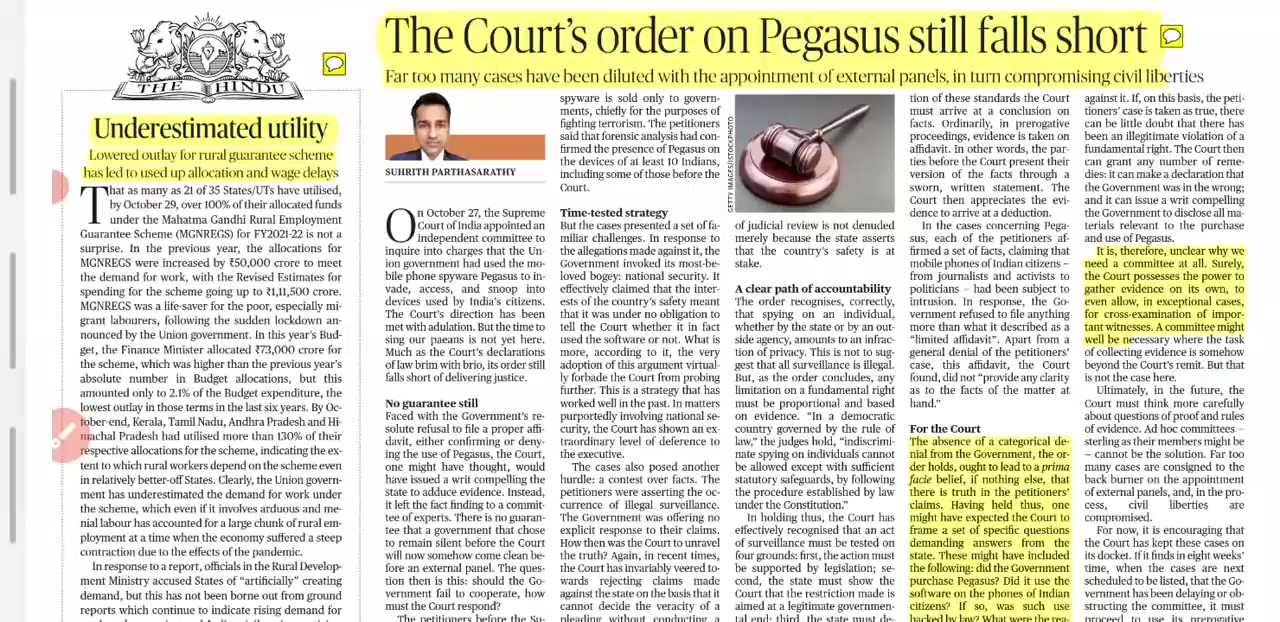 THE HINDU
Underestimated utility
Lowered outlay for rural guarantee scheme
has led to used up allocation and wage delays
That as many as 21 of 35 States/UTs have utilised,
by October 29, over 100% of their allocated funds
under the Mahatma Gandhi Rural Employment
Guarantee Scheme (MGNREGS) for FY2021-22 is not a
surprise. In the previous year, the allocations for
MGNREGS were increased by ₹50,000 crore to meet
the demand for work, with the Revised Estimates for
spending for the scheme going up to ₹1,11,500 crore.
MGNREGS was a life-saver for the poor, especially mi-
grant labourers, following the sudden lockdown an-
nounced by the Union government. In this year's Bud-
get, the Finance Minister allocated ₹73,000 crore for
the scheme, which was higher than the previous year's
absolute number in Budget allocations, but this
amounted only to 2.1% of the Budget expenditure, the
lowest outlay in those terms in the last six years. By Oc-
tober-end, Kerala, Tamil Nadu, Andhra Pradesh and Hi-
machal Pradesh had utilised more than 130% of their
respective allocations for the scheme, indicating the ex-
tent to which rural workers depend on the scheme even
in relatively better-off States. Clearly, the Union govern-
ment has underestimated the demand for work under
the scheme, which even if it involves arduous and me-
nial labour has accounted for a large chunk of rural em-
ployment at a time when the economy suffered a steep
contraction due to the effects of the pandemic.
In response to a report, officials in the Rural Develop-
ment Ministry accused States of "artificially" creating
demand, but this has not been borne out from ground
reports which continue to indicate rising demand for
The Court's order on Pegasus still falls short
Far too many cases have been diluted with the appointment of external panels, in turn compromising civil liberties
SUHRITH PARTHASARATHY
On October 27, the Supreme
Court of India appointed an
independent committee to
inquire into charges that the Un-
ion government had used the mo-
bile phone spyware Pegasus to in-
vade, access, and snoop into
devices used by India's citizens.
The Court's direction has been
met with adulation. But the time to
sing our paeans is not yet here.
Much as the Court's declarations
of law brim with brio, its order still
falls short of delivering justice.
No guarantee still
Faced with the Government's re-
solute refusal to file a proper affi-
davit, either confirming or deny-
ing the use of Pegasus, the Court,
one might have thought, would
have issued a writ compelling the
state to adduce evidence. Instead,
it left the fact finding to a commit-
tee of experts. There is no guaran-
tee that a government that chose
to remain silent before the Court
will now somehow come clean be-
fore an external panel. The ques-
tion then is this: should the Go-
vernment fail to cooperate, how
must the Court respond?
The petitioners before the Su-
spyware is sold only to govern-
ments, chiefly for the purposes of
fighting terrorism. The petitioners
said that forensic analysis had con-
firmed the presence of Pegasus on
the devices of at least 10 Indians,
including some of those before the
Court.
Time-tested strategy
But the cases presented a set of fa-
miliar challenges. In response to
the allegations made against it, the
Government invoked its most-be-
loved bogey: national security. It
effectively claimed that the inter-
ests of the country's safety meant
that it was under no obligation to
tell the Court whether it in fact
used the software or not. What is
more, according to it, the very
adoption of this argument virtual-
ly forbade the Court from probing
further. This is a strategy that has
worked well in the past. In matters
purportedly involving national se-
curity, the Court has shown an ex-
traordinary level of deference to
the executive.
The cases also posed another
hurdle: a contest over facts. The
petitioners were asserting the oc-
currence of illegal surveillance.
The Government was offering no
explicit response to their claims.
How then was the Court to unravel
the truth? Again, in recent times,
the Court has invariably veered to-
wards rejecting claims made
against the state on the basis that it
cannot decide the veracity of a
pleading without conducting a
GETTY IMAGES/ISTOCKPHOTO
of judicial review is not denuded
merely because the state asserts
that the country's safety is at
stake.
A clear path of accountability
The order recognises, correctly,
that spying on an individual,
whether by the state or by an out-
side agency, amounts to an infrac-
tion of privacy. This is not to sug-
gest that all surveillance is illegal.
But, as the order concludes, any
limitation on a fundamental right
must be proportional and based
on evidence. "In a democratic
country governed by the rule of
law," the judges hold, "indiscrimi-
nate spying on individuals cannot
be allowed except with sufficient
statutory safeguards, by following
the procedure established by law
under the Constitution."
In holding thus, the Court has
effectively recognised that an act
of surveillance must be tested on
four grounds: first, the action must
be supported by legislation; se-
cond, the state must show the
Court that the restriction made is
aimed at a legitimate governmen-
tal end; third, the state must de-
tion of these standards the Court
must arrive at a conclusion on
facts. Ordinarily, in prerogative
proceedings, evidence is taken on
affidavit. In other words, the par-
ties before the Court present their
version of the facts through a
sworn, written statement. The
Court then appreciates the evi-
dence to arrive at a deduction.
In the cases concerning Pega-
sus, each of the petitioners af-
firmed a set of facts, claiming that
mobile phones of Indian citizens –
from journalists and activists to
politicians – had been subject to
intrusion. In response, the Go-
vernment refused to file anything
more than what it described as a
"limited affidavit". Apart from a
general denial of the petitioners'
case, this affidavit, the Court
found, did not "provide any clarity
as to the facts of the matter at
hand."
For the Court
The absence of a categorical de-
nial from the Government, the or-
der holds, ought to lead to a prima
facie belief, if nothing else, that
there is truth in the petitioners'
claims. Having held thus, one
might have expected the Court to
frame a set of specific questions
demanding answers from the
state. These might have included
the following: did the Government
purchase Pegasus? Did it use the
software on the phones of Indian
citizens? If so, was such use
backed by law? What were the rea-
against it. If, on this basis, the peti-
tioners' case is taken as true, there
can be little doubt that there has
been an illegitimate violation of a
fundamental right. The Court then
can grant any number of reme-
dies: it can make a declaration that
the Government was in the wrong;
and it can issue a writ compelling
the Government to disclose all ma-
terials relevant to the purchase
and use of Pegasus.
It is, therefore, unclear why we
need a committee at all. Surely,
the Court possesses the power to
gather evidence on its own, to
even allow, in exceptional cases,
for cross-examination of impor-
tant witnesses. A committee might
well be necessary where the task
of collecting evidence is somehow
beyond the Court's remit. But that
is not the case here.
Ultimately, in the future, the
Court must think more carefully
about questions of proof and rules
of evidence. Ad hoc committees –
sterling as their members might be
– cannot be the solution. Far too
many cases are consigned to the
back burner on the appointment
of external panels, and, in the pro-
cess, civil liberties are
compromised.
For now, it is encouraging that
the Court has kept these cases on
its docket. If it finds in eight weeks'
time, when the cases are next
scheduled to be listed, that the Go-
vernment has been delaying or ob-
structing the committee, it must
proceed to use its prerogative